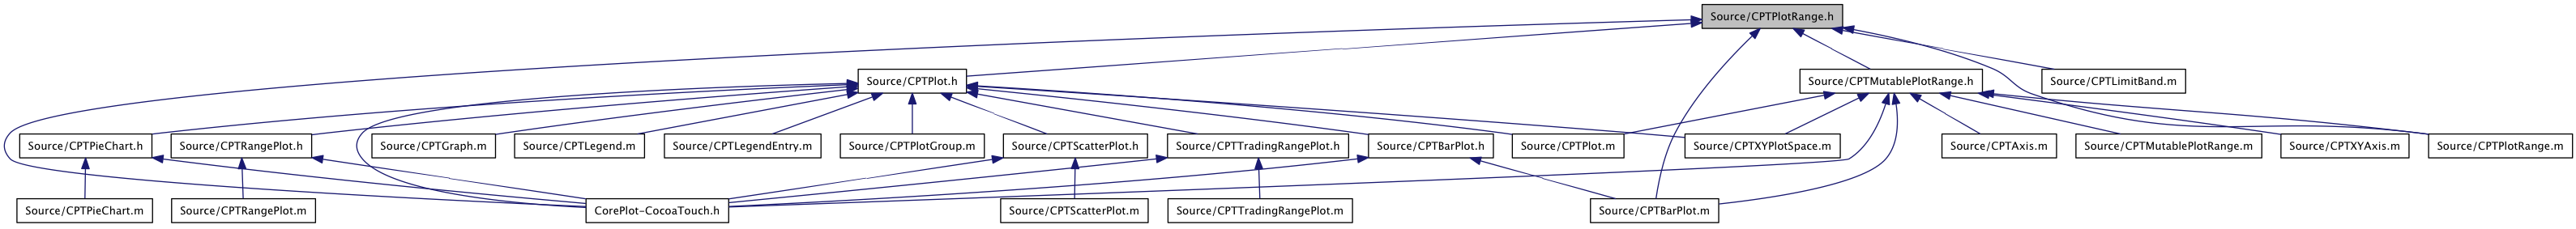 Source/CPTPlotRange.h
Source/CPTPlot.h
Source/CPTMutablePlotRange.h
Source/CPTLimitBand.m
Source/CPTPieChart.h
Source/CPTRangePlot.h
Source/CPTGraph.m
Source/CPTLegend.m
Source/CPTLegendEntry.m
Source/CPTPlotGroup.m
Source/CPTScatterPlot.h
Source/CPTTradingRangePlot.h
Source/CPTBarPlot.h
Source/CPTPlot.m
Source/CPTXYPlotSpace.m
Source/CPTAxis.m
Source/CPTMutablePlotRange.m
Source/CPTXYAxis.m
Source/CPTPlotRange.m
Source/CPTPieChart.m
Source/CPTRangePlot.m
CorePlot-CocoaTouch.h
Source/CPTScatterPlot.m
Source/CPTTradingRangePlot.m
Source/CPTBarPlot.m